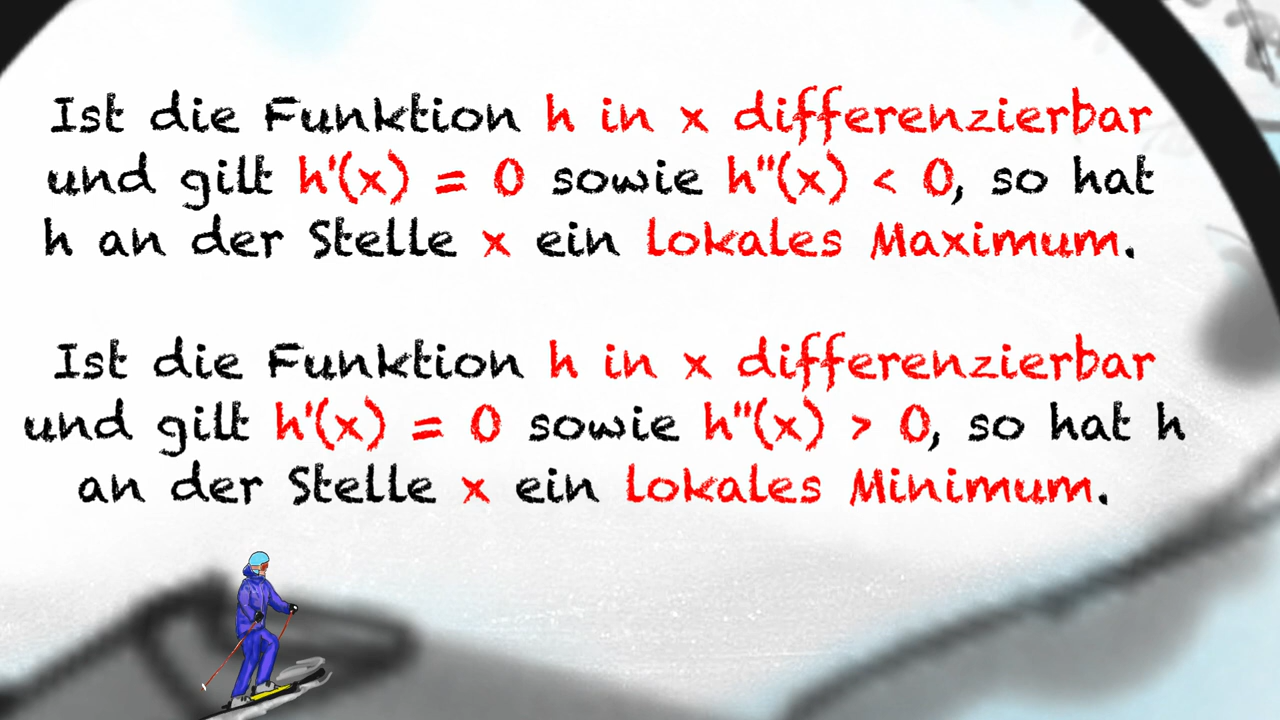 Ist die Funktion h in x differenzierbar
und gilt h'(x) = 0 sowie h''(x) < 0, so hat
h an der Stelle x ein lokales Maximum.
Ist die Funktion h in x differenzierbar
und gilt h'(x) = 0 sowie h''(x) > 0, so hat h
an der Stelle x ein lokales Minimum.